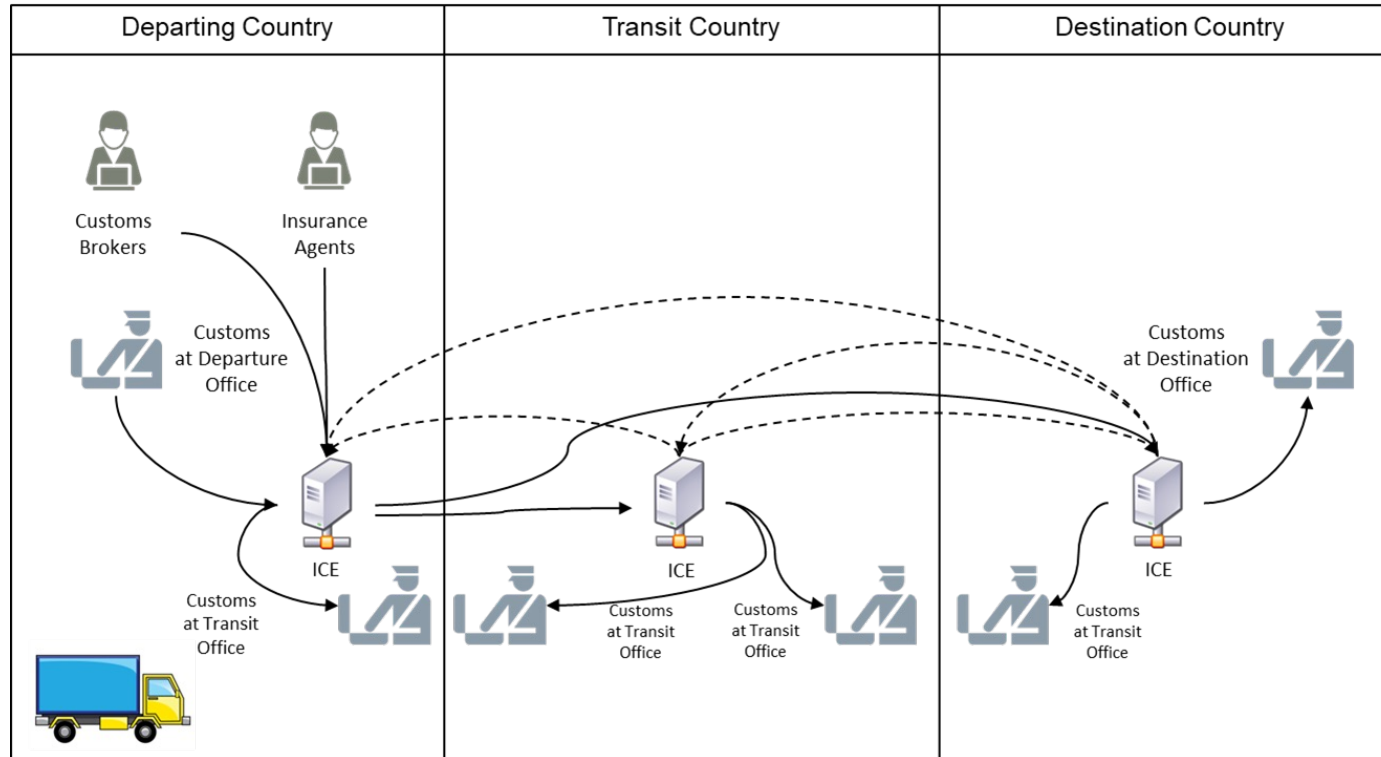 Departing Country
Transit Country
Destination Country
Customs
Brokers
Insurance
Agents
Customs
at Departure
Office
Customs
at Destination
Office
ICE
ICE
ICE
Customs
at Transit
Office
Customs
at Transit
Office
Customs
at Transit
Office
Customs
at Transit
Office